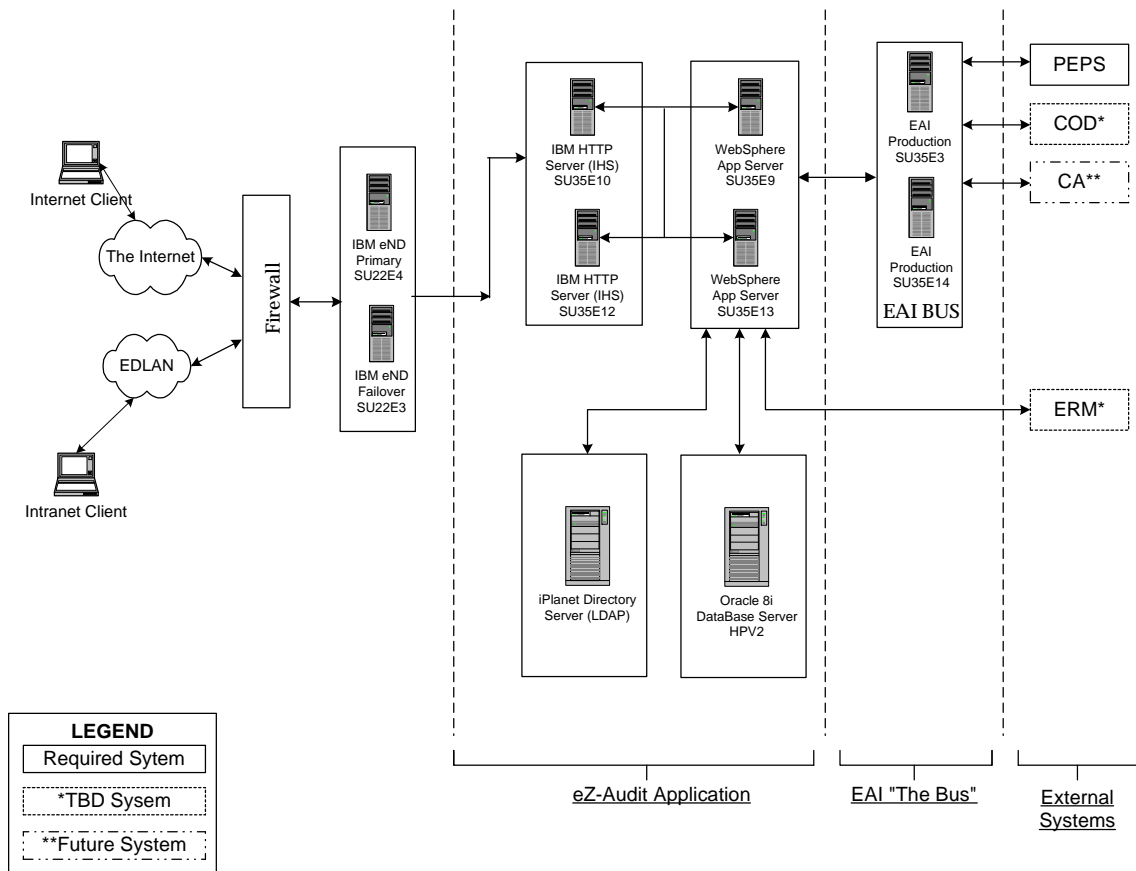 Internet Client
The Internet
EDLAN
Intranet Client
Firewall
IBM eND
Primary
SU22E4
IBM eND
Failover
SU22E3
IBM HTTP
Server (IHS)
SU35E10
IBM HTTP
Server (IHS)
SU35E12
WebSphere
App Server
SU35E9
WebSphere
App Server
SU35E13
EAI
Production
SU35E3
EAI
Production
SU35E14
EAI BUS
PEPS
COD*
CA**
ERM*
iPlanet Directory
Server (LDAP)
Oracle 8i
DataBase Server
HPV2
LEGEND
Required Sytem
*TBD Sysem
**Future System
eZ-Audit Application
EAI "The Bus"
External
Systems